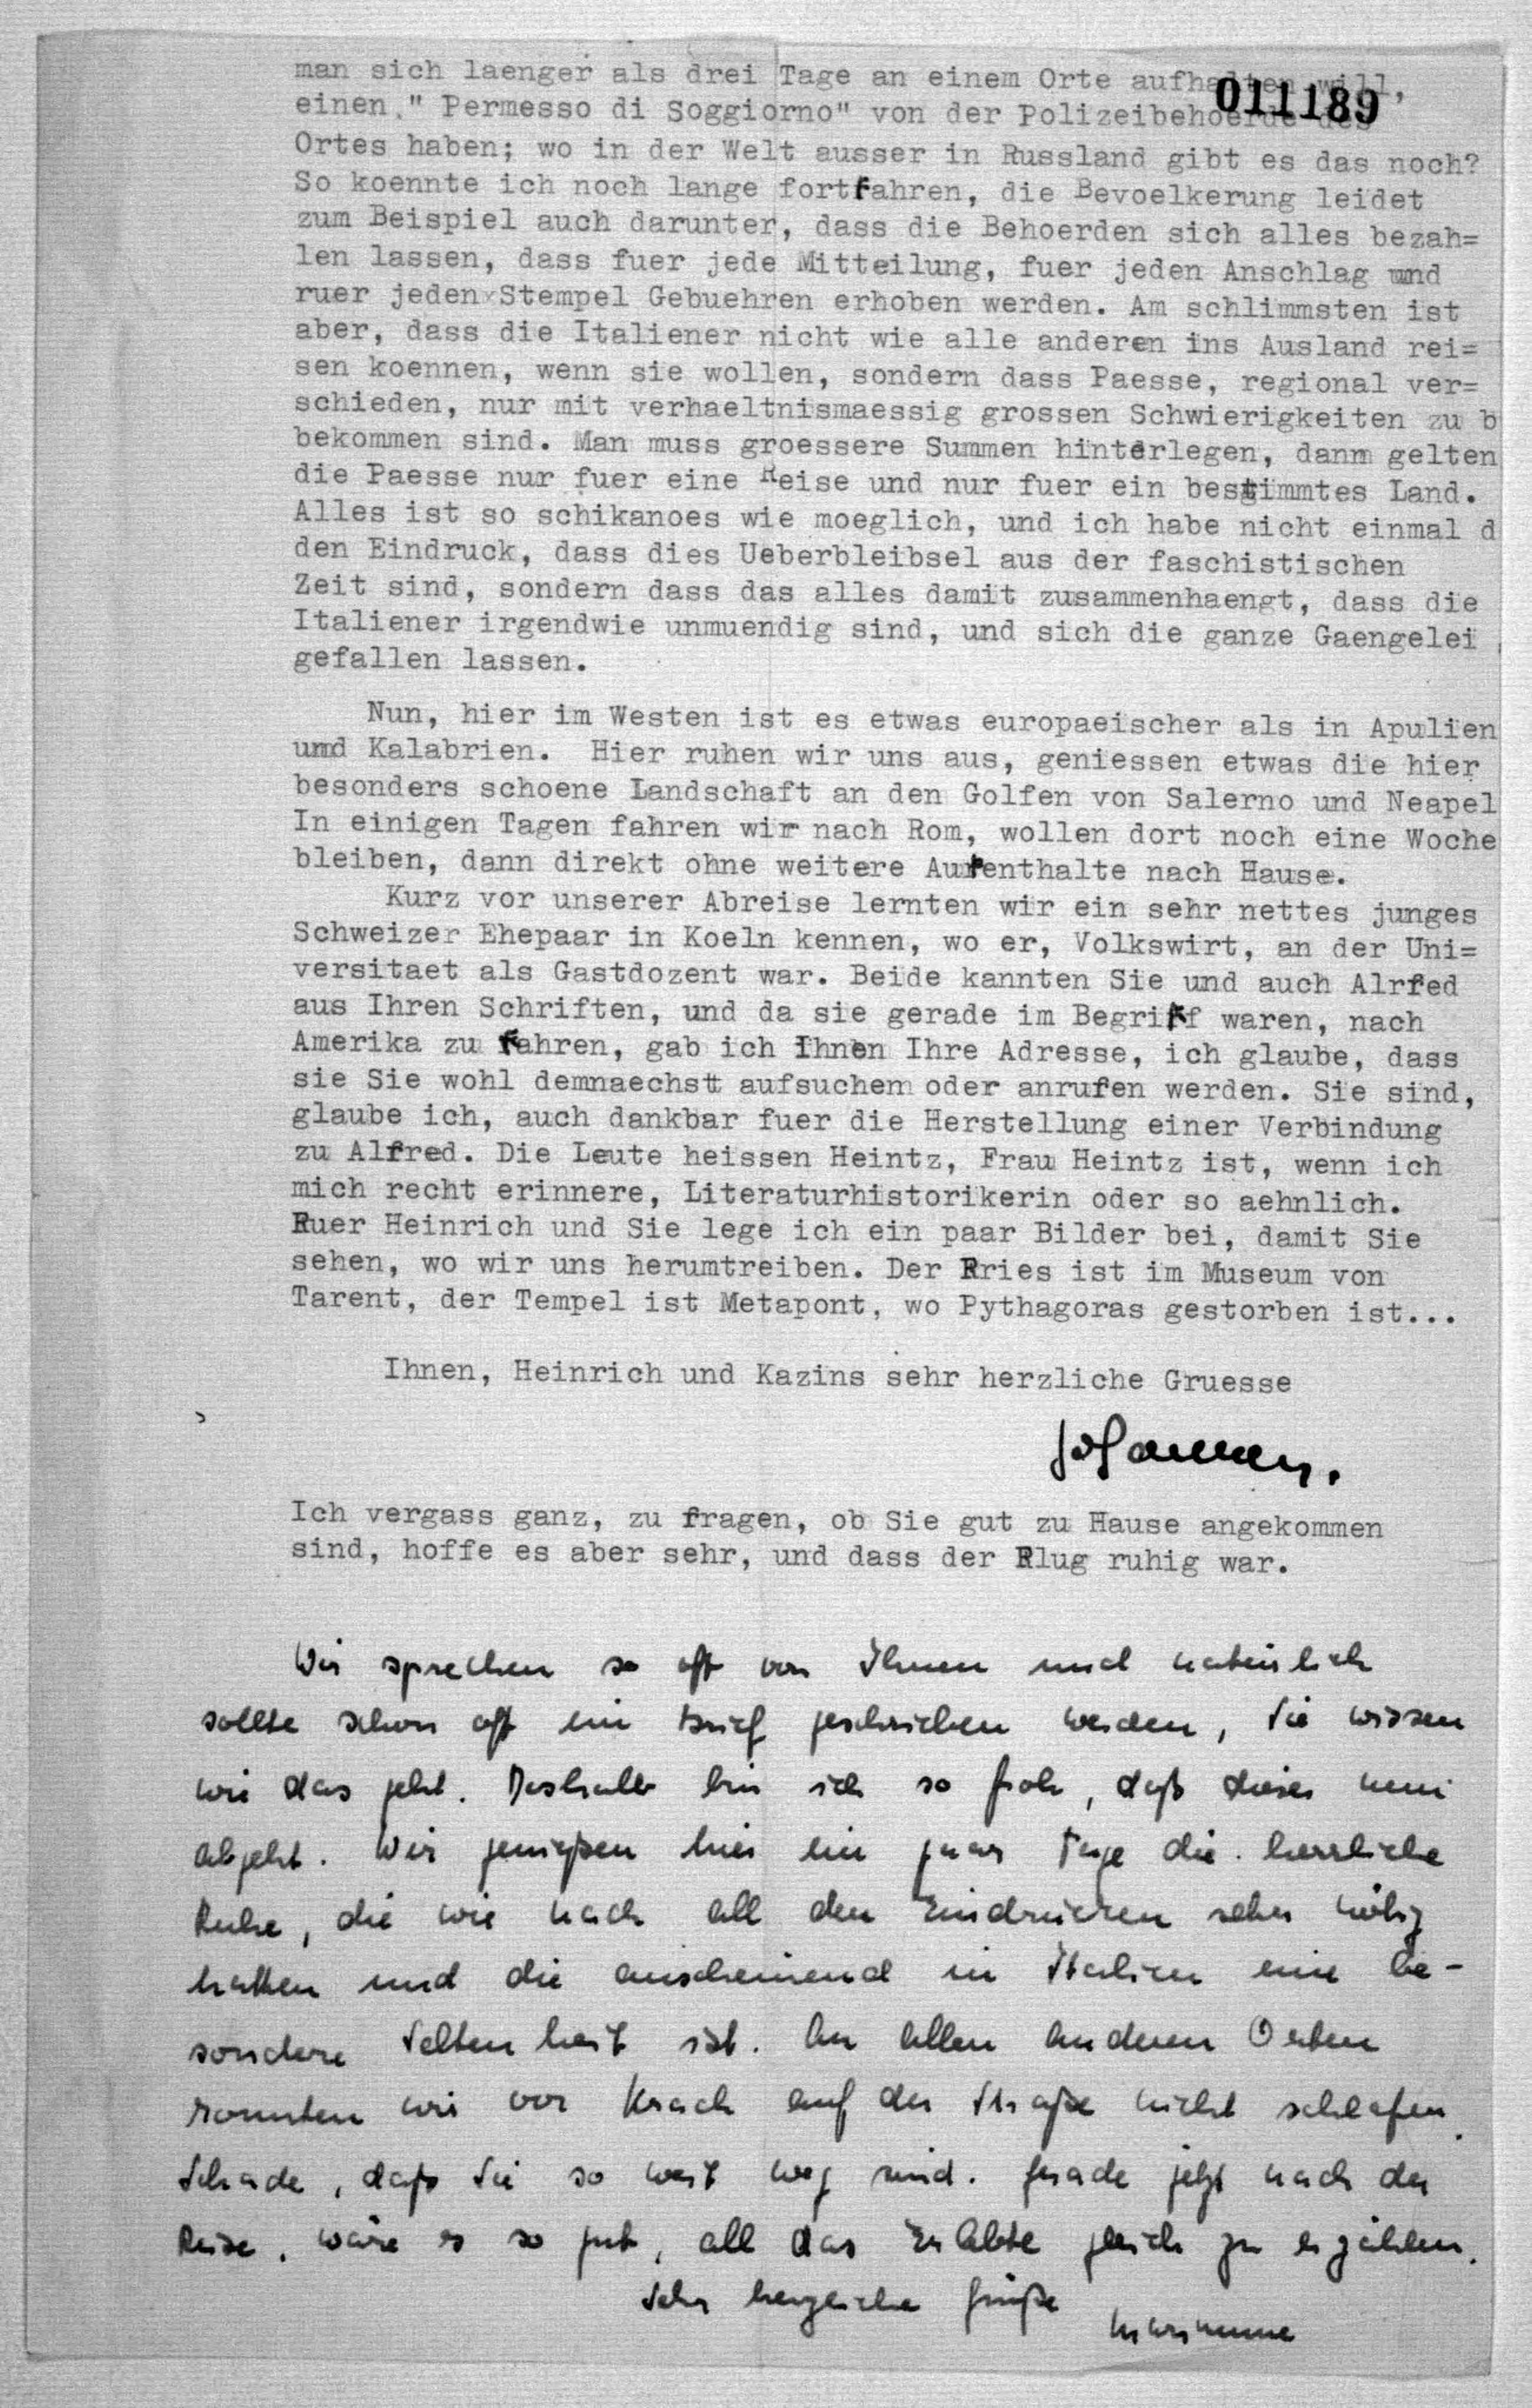 011189
man sich laenger als drei Tage an einem Orte aufhalten will,
einen " Permesso di Soggiorno" von der Polizeibehoerde des
Ortes haben; wo in der Welt ausser in Russland gibt es das noch?
So koennte ich noch lange fortfahren, die Bevoelkerung leidet
zum Beispiel auch darunter, dass die Behoerden sich alles bezah=
len lassen, dass fuer jede Mitteilung, fuer jeden Anschlag und
ruer jeden Stempel Gebuehren erhoben werden. Am schlimmsten ist
aber, dass die Italiener nicht wie alle anderen ins Ausland rei=
sen koennen, wenn sie wollen, sondern dass Paesse, regional ver=
schieden, nur mit verhaeltnismaessig grossen Schwierigkeiten zu b
bekommen sind. Man muss groessere Summen hinterlegen, dann gelten
die Paesse nur fuer eine Reise und nur fuer ein bestimmtes Land.
Alles ist so schikanoes wie moeglich, und ich habe nicht einmal d
den Eindruck, dass dies Ueberbleibsel aus der faschistischen
Zeit sind, sondern dass das alles damit zusammenhaengt, dass die
Italiener irgendwie unmuendig sind, und sich die ganze Gaengelei
gefallen lassen.
Nun, hier im Westen ist es etwas europaeischer als in Apulien
und Kalabrien. Hier ruhen wir uns aus, geniessen etwas die hier
besonders schoene Landschaft an den Golfen von Salerno und Neapel
In einigen Tagen fahren wir nach Rom, wollen dort noch eine Woche
bleiben, dann direkt ohne weitere Aufenthalte nach Hause.
Kurz vor unserer Abreise lernten wir ein sehr nettes junges
Schweizer Ehepaar in Koeln kennen, wo er, Volkswirt, an der Uni=
versitaet als Gastdozent war. Beide kannten Sie und auch Alrfed
aus Ihren Schriften, und da sie gerade im Begriff waren, nach
Amerika zu fahren, gab ich Ihnen Ihre Adresse, ich glaube, dass
sie Sie wohl demnaechst aufsuchen oder anrufen werden. Sie sind,
glaube ich, auch dankbar fuer die Herstellung einer Verbindung
zu Alfred. Die Leute heissen Heintz, Frau Heintz ist, wenn ich
mich recht erinnere, Literaturhistorikerin oder so aehnlich.
Fuer Heinrich und Sie lege ich ein paar Bilder bei, damit Sie
sehen, wo wir uns herumtreiben. Der Fries ist im Museum von
Tarent, der Tempel ist Metapont, wo Pythagoras gestorben ist...
Ihnen, Heinrich und Kazins sehr herzliche Gruesse
Johannes.
Ich vergass ganz, zu fragen, ob Sie gut zu Hause angekommen
sind, hoffe es aber sehr, und dass der Flug ruhig war.
Wir sprechen so oft von Ihnen und natürlich
sollte schon oft ein Brief geschrieben werden, Sie wissen
wie das geht. Deshalb bin ich so froh, daß dieser nun
abgeht. Wir genießen hier ein paar Tage die herrliche
Ruhe, die wir nach all den Eindrücken sehr nötig
hatten und die anscheinend in Italien eine be-
sondere Seltenheit ist. An allen anderen Orten
konnten wir vor Krach auf der Straße nicht schlafen.
Schade, daß Sie so weit weg sind. Gerade jetzt nach der
Reise, wäre es so gut, all das Erlebte gleich zu erzählen.
Sehr herzliche Grüße
Marianne